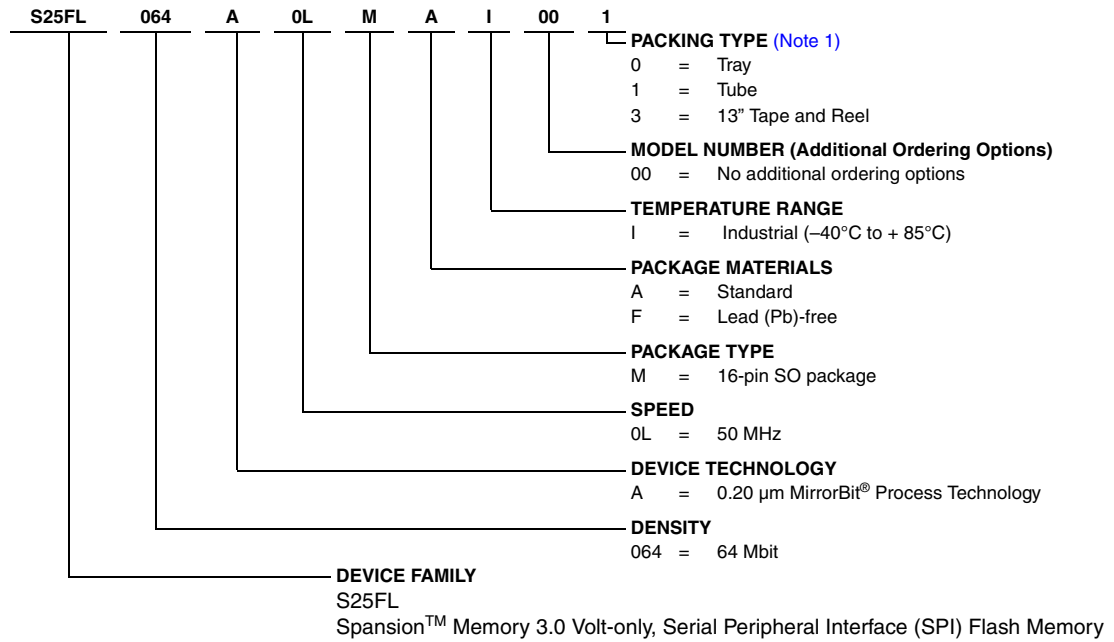 S25FL 064 A 0L M A I 00 1
PACKING TYPE (Note 1)
0 = Tray
1 = Tube
3 = 13” Tape and Reel
MODEL NUMBER (Additional Ordering Options)
00 = No additional ordering options
TEMPERATURE RANGE
I = Industrial (–40°C to + 85°C)
PACKAGE MATERIALS
A = Standard
F = Lead (Pb)-free
PACKAGE TYPE
M = 16-pin SO package
SPEED
0L = 50 MHz
DEVICE TECHNOLOGY
A = 0.20 µm MirrorBit® Process Technology
DENSITY
064 = 64 Mbit
DEVICE FAMILY
S25FL
Spansion™ Memory 3.0 Volt-only, Serial Peripheral Interface (SPI) Flash Memory